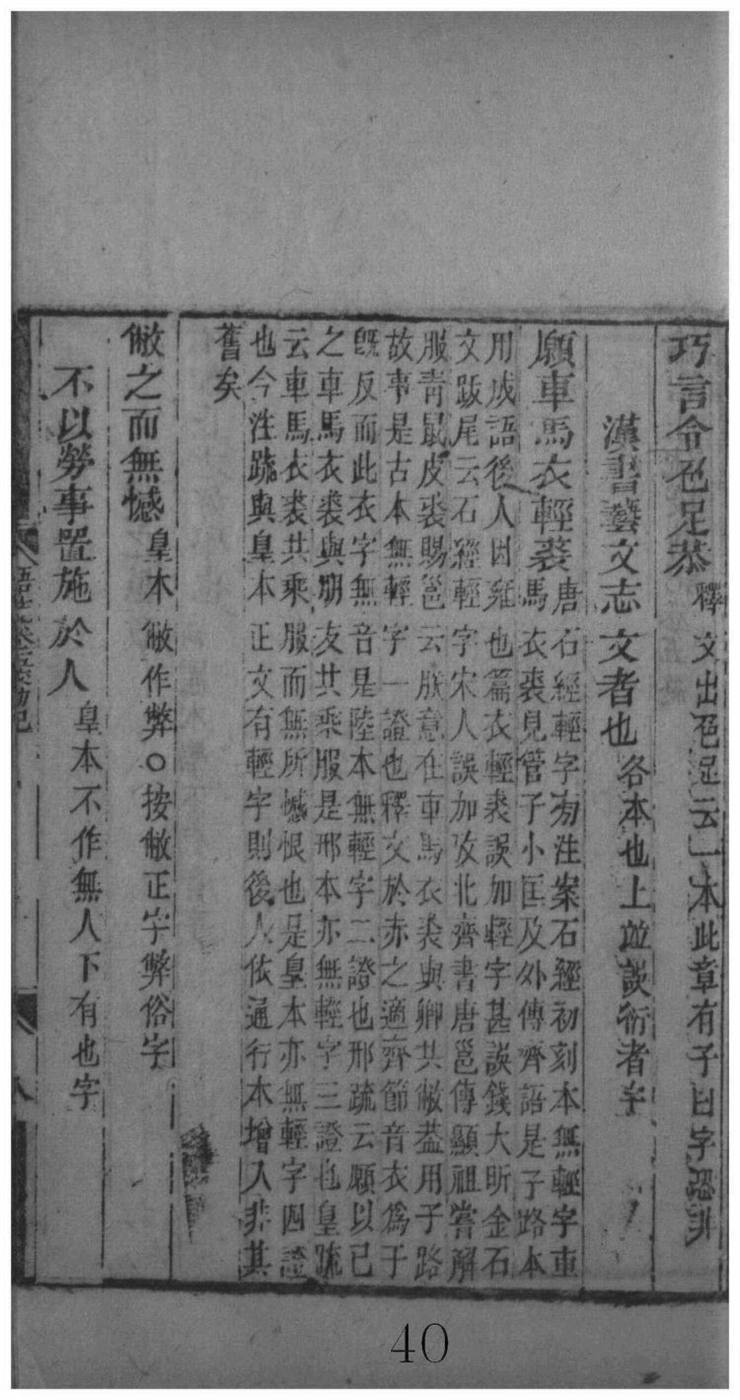 巧言令色足恭 釋文出色足云一本此章有子曰字恐非
漢書藝文志文者也 各本也上並誤衍者字
願車馬衣輕裘 唐石經輕字旁注案石經初刻本無輕字車
馬衣裘見管子小匡及外傳齊語是子路本
用成語後人因雍也篇衣輕裘誤加輕字甚誤錢大昕金石
文跋尾云石經輕字宋人誤加攷北齊書唐邕傳顯祖嘗解
服青鼠皮裘賜邕云朕意在車馬衣裘與卿共敝葢用子路
故事是古本無輕字一證也釋文於赤之適齊節音衣為于
旣反而此衣字無音是陸本無輕字二證也邢疏云願以己
之車馬衣裘與朋友共乘服是邢本亦無輕字三證也皇疏
云車馬衣裘共乘服而無所憾恨也是皇本亦無輕字四證
也今注疏與皇本正文有輕字則後人依通行本增入非其
舊矣
敝之而無憾 皇本敝作弊○按敝正字弊俗字
不以勞事置施於人 皇本不作無人下有也字
八
40